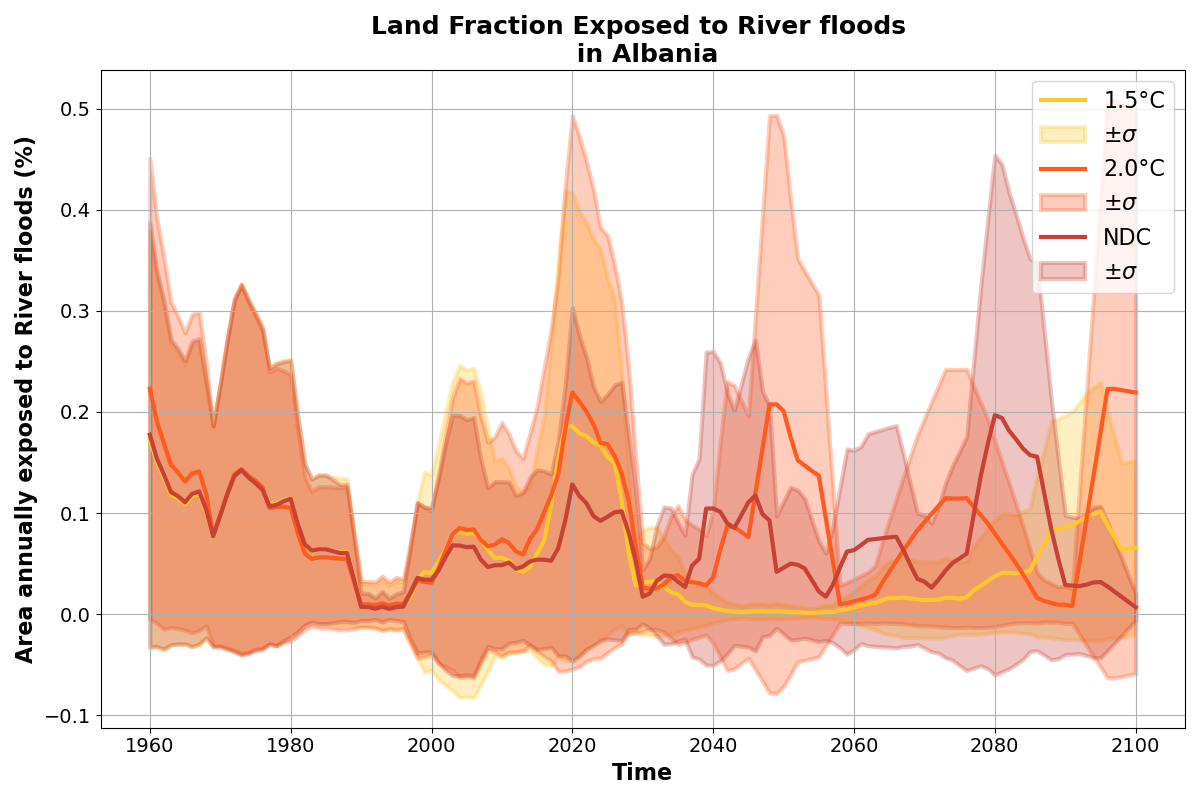 Land Fraction Exposed to River floods
in Albania
Area annually exposed to River floods (%)
0.5
0.4
0.3
0.2
0.1
0.0
−0.1
1.5°C
±σ
2.0°C
±σ
NDC
±σ
1960
1980
2000
2020
2040
2060
2080
2100
Time